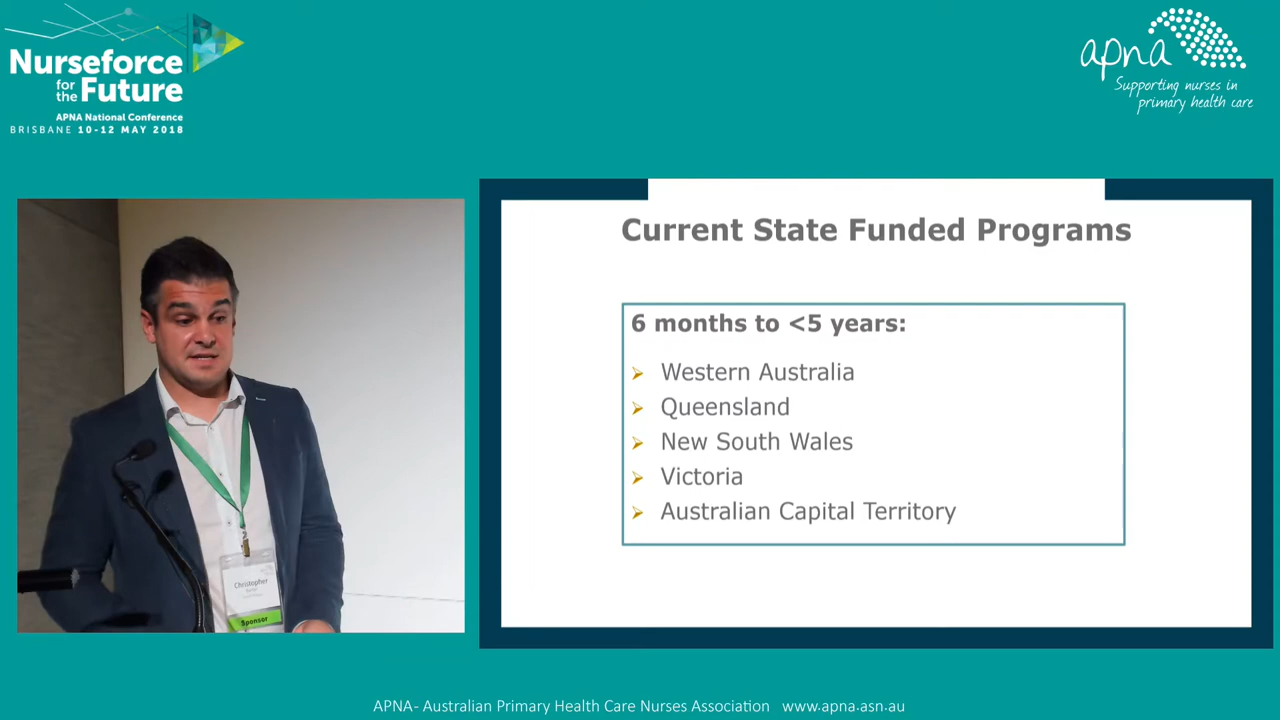 Nurseforce
for the Future
APNA National Conference
BRISBANE 10-12 MAY 2018
apna
Supporting nurses in
primary health care
Christopher
Sponsor
Current State Funded Programs
6 months to <5 years:
Western Australia
Queensland
New South Wales
Victoria
Australian Capital Territory
APNA- Australian Primary Health Care Nurses Association www.apna.asn.au